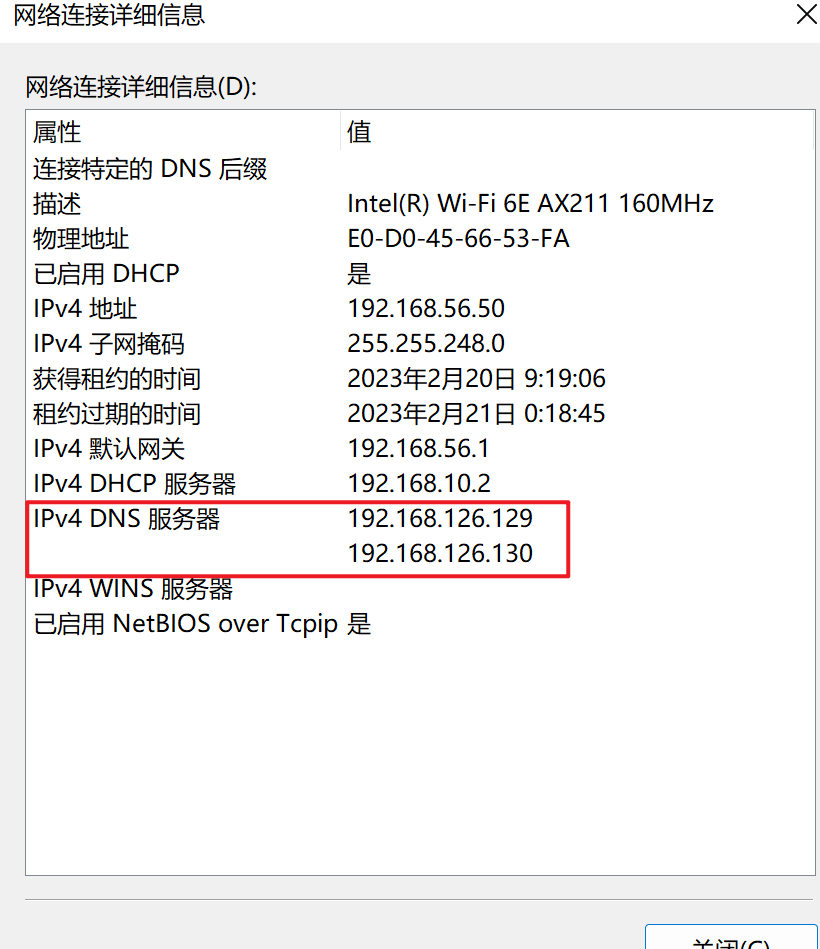 网络连接详细信息
网络连接详细信息(D):
属性 值
连接特定的 DNS 后缀
描述 Intel(R) Wi-Fi 6E AX211 160MHz
物理地址 E0-D0-45-66-53-FA
已启用 DHCP 是
IPv4 地址 192.168.56.50
IPv4 子网掩码 255.255.248.0
获得租约的时间 2023年2月20日 9:19:06
租约过期的时间 2023年2月21日 0:18:45
IPv4 默认网关 192.168.56.1
IPv4 DHCP 服务器 192.168.10.2
IPv4 DNS 服务器 192.168.126.129
192.168.126.130
IPv4 WINS 服务器
已启用 NetBIOS over Tcpip 是
关闭(C)